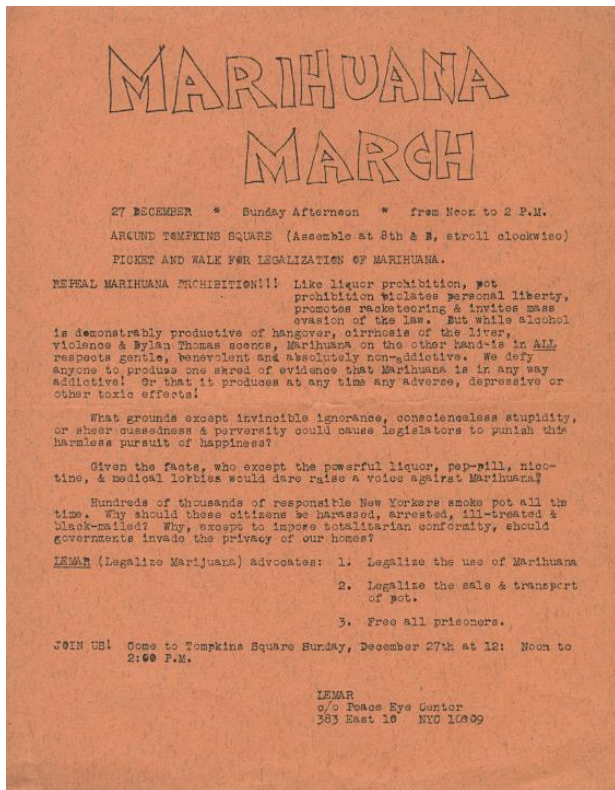 MARIHUANA
MARCH
27 DECEMBER * Sunday Afternoon * from Noon to 2 P.M.
AROUND TOMPKINS SQUARE (Assemble at 8th & B, stroll clockwise)
PICKET AND WALK FOR LEGALIZATION OF MARIHUANA.
REPEAL MARIHUANA PROHIBITION!!! Like liquor prohibition, pot
prohibition violates personal liberty,
promotes racketeering & invites mass
evasion of the law. But while alcohol
is demonstrably productive of hangover, cirrhosis of the liver,
violence & Dylan Thomas scenes, Marihuana on the other hand-is in ALL
respects gentle, benevolent and absolutely non-addictive. We defy
anyone to produce one shred of evidence that Marihuana is in any way
addictive! Or that it produces at any time any adverse, depressive or
other toxic effects!
What grounds except invincible ignorance, conscienceless stupidity,
or sheer cussedness & perversity could cause legislators to punish this
harmless pursuit of happiness?
Given the facts, who except the powerful liquor, pep-pill, nico-
tine, & medical lobbies would dare raise a voice against Marihuana?
Hundreds of thousands of responsible New Yorkers smoke pot all the
time. Why should these citizens be harassed, arrested, ill-treated &
black-mailed? Why, except to impose totalitarian conformity, should
governments invade the privacy of our homes?
LEMAR (Legalize Marijuana) advocates: 1. Legalize the use of Marihuana
2. Legalize the sale & transport
of pot.
3. Free all prisoners.
JOIN US! Come to Tompkins Square Sunday, December 27th at 12: Noon to
2:00 P.M.
LEMAR
c/o Peace Eye Center
383 East 10 NYC 10009